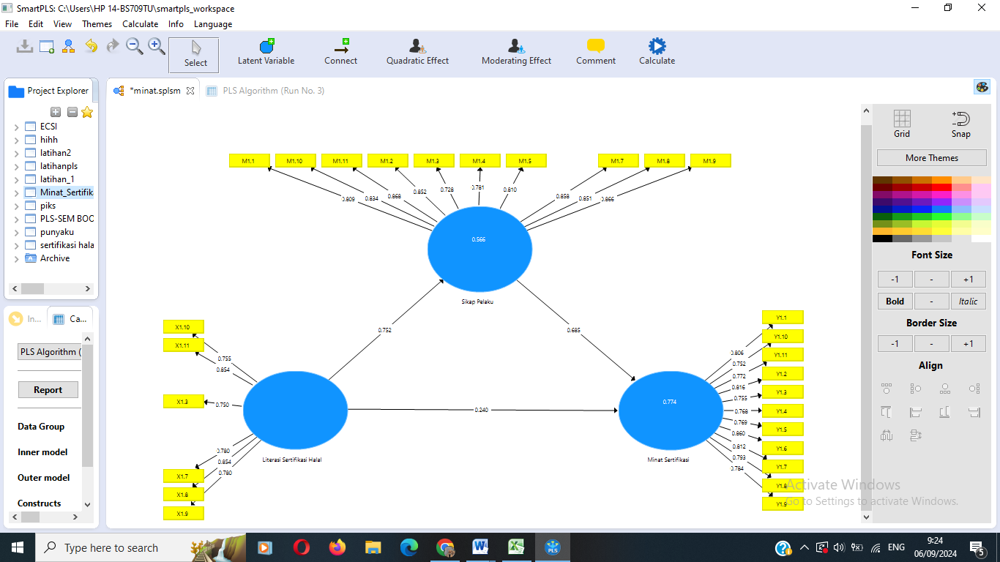 SmartPLS: C:\Users\HP 14-BS709TU\smartpls_workspace
File Edit View Themes Calculate Info Language
Select
Latent Variable
Connect
Quadratic Effect
Moderating Effect
Comment
Calculate
Project Explorer
*minat.splsm
PLS Algorithm (Run No. 3)
ECSI
hihh
latihan2
latihanpls
latihan_1
Minat_Sertifik
piks
PLS-SEM BOO
punyaku
sertifikasi hala
Archive
In...
Ca...
PLS Algorithm (
Report
Data Group
Inner model
Outer model
Constructs
M1.1 M1.10 M1.11 M1.2 M1.3 M1.4 M1.5 M1.7 M1.8 M1.9
0.809 0.834 0.868 0.852 0.728 0.781 0.810 0.858 0.851 0.866
0.566
Sikap Pelaku
0.752
0.685
X1.10
X1.11
X1.3
X1.7
X1.8
X1.9
0.755
0.854
0.750
0.780
0.854
0.780
Literasi Sertifikasi Halal
0.240
0.774
Minat Sertifikasi
0.806
0.752
0.772
0.816
0.755
0.768
0.769
0.860
0.812
0.793
0.784
Y1.1
Y1.10
Y1.11
Y1.2
Y1.3
Y1.4
Y1.5
Y1.6
Y1.7
Y1.8
Y1.9
Grid
Snap
More Themes
Font Size
-1 - +1
Bold - Italic
Border Size
-1 - +1
Align
Activate Windows
Go to Settings to activate Windows.
Type here to search
ENG
9:24
06/09/2024
5